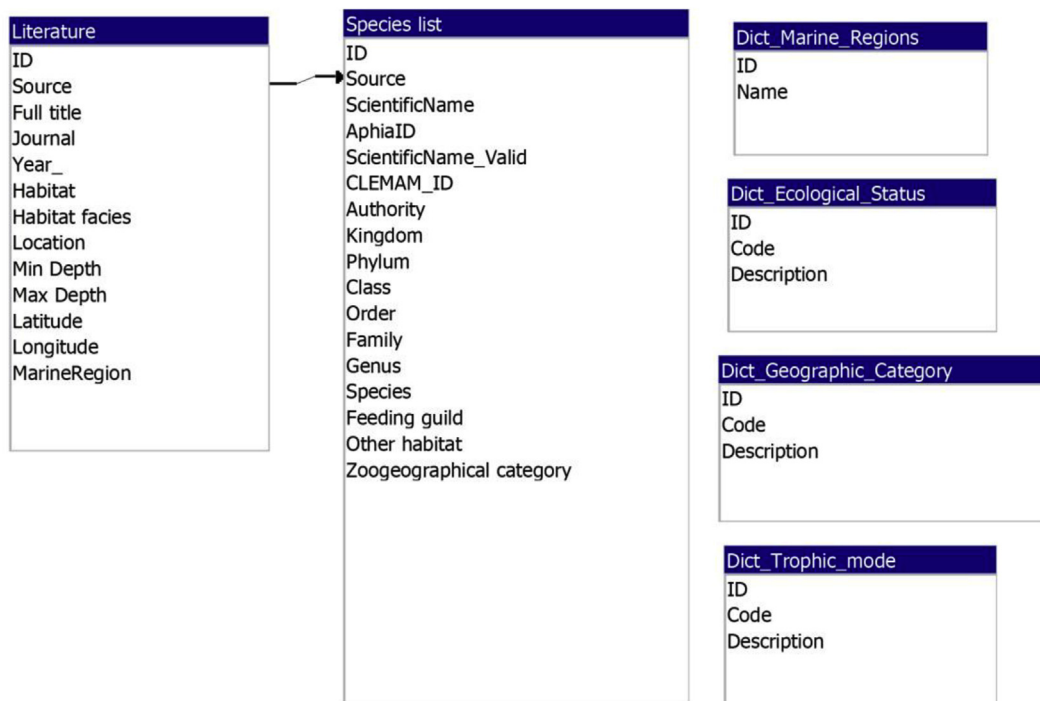 Literature
ID
Source
Full title
Journal
Year_
Habitat
Habitat facies
Location
Min Depth
Max Depth
Latitude
Longitude
MarineRegion
Species list
ID
Source
ScientificName
AphiaID
ScientificName_Valid
CLEMAM_ID
Authority
Kingdom
Phylum
Class
Order
Family
Genus
Species
Feeding guild
Other habitat
Zoogeographical category
Dict_Marine_Regions
ID
Name
Dict_Ecological_Status
ID
Code
Description
Dict_Geographic_Category
ID
Code
Description
Dict_Trophic_mode
ID
Code
Description